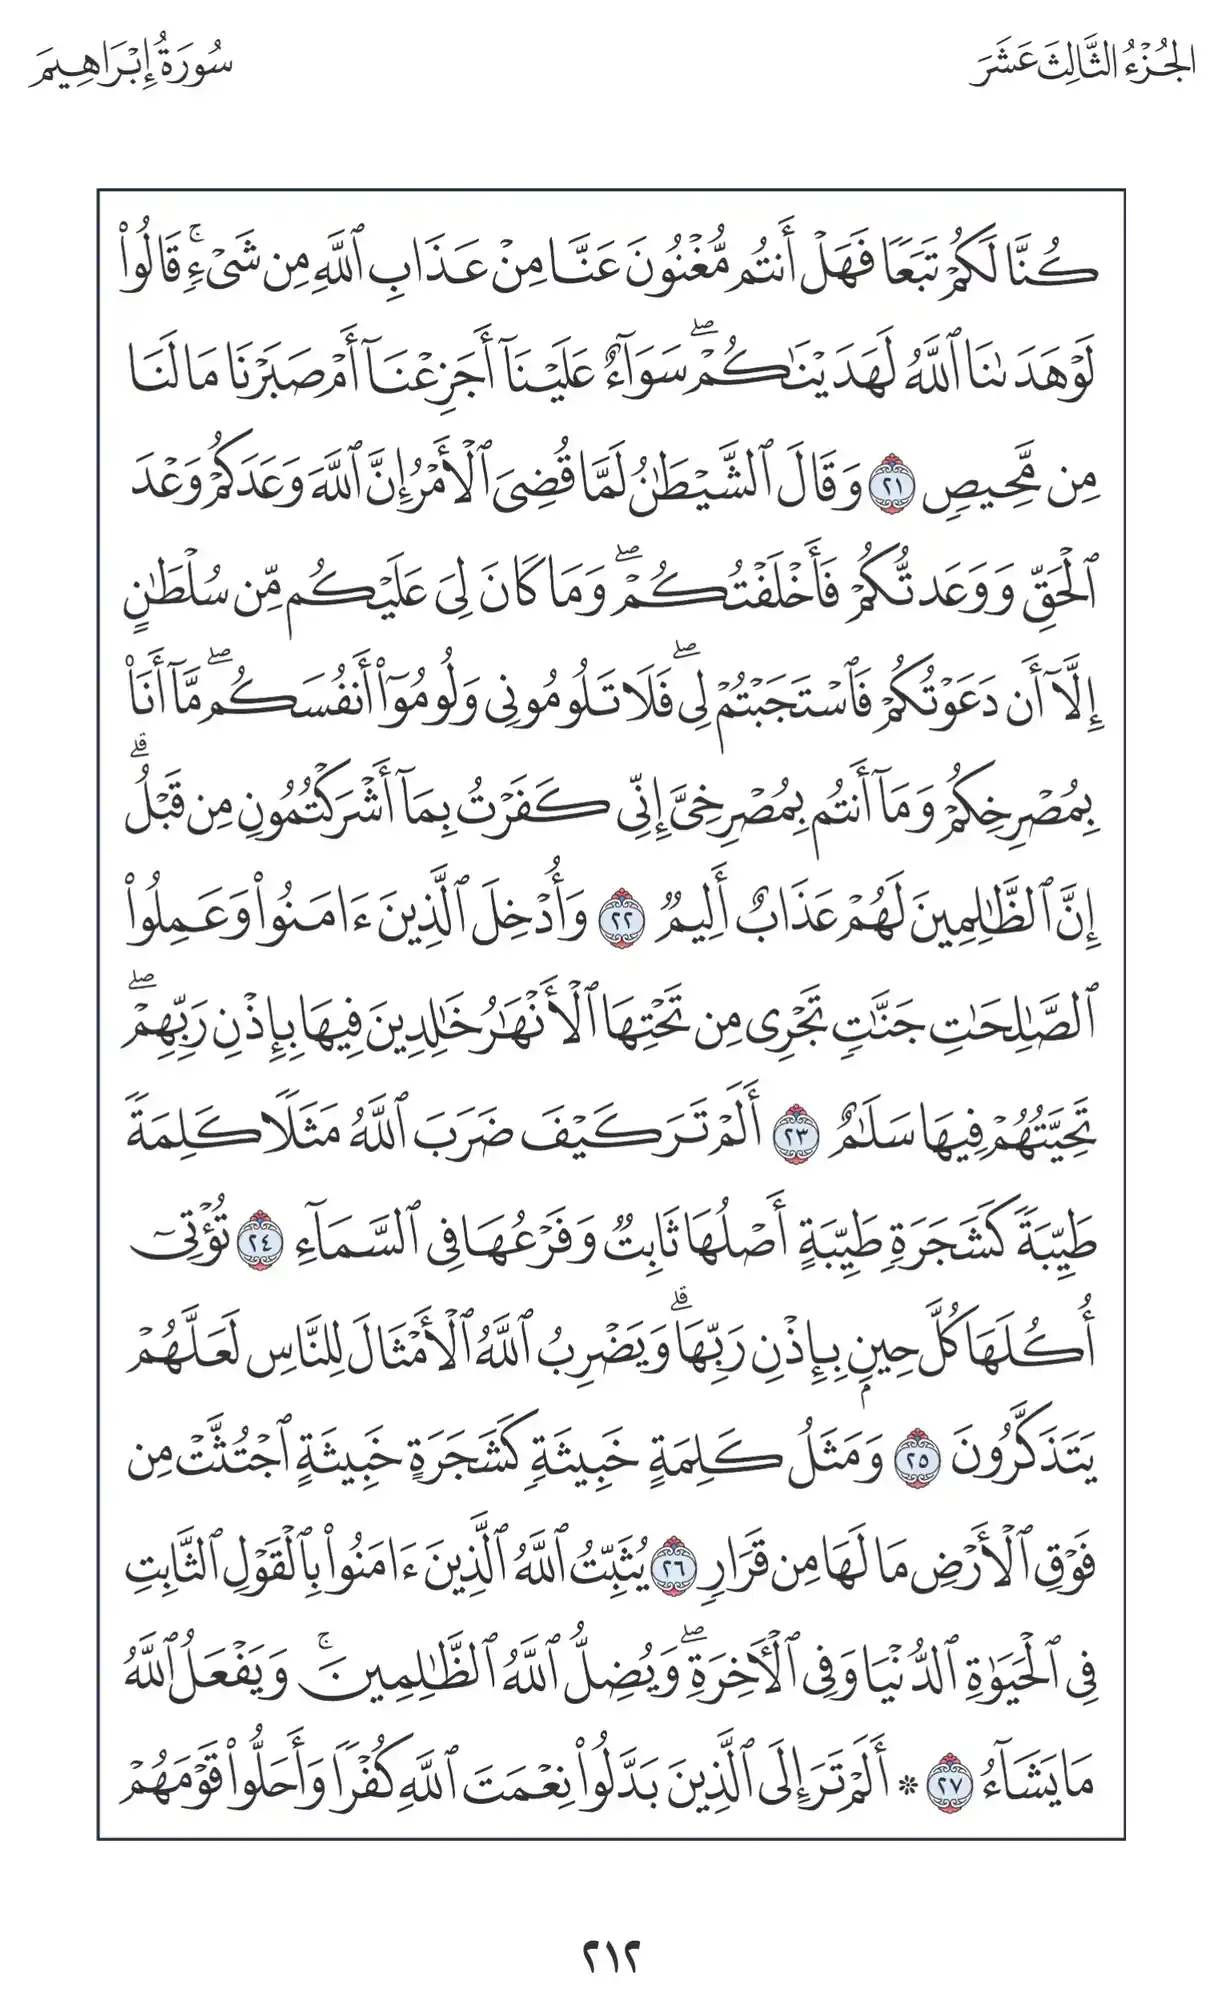 الجُزْءُ الثَّالِثَ عَشَرَ
سُورَةُ إِبْرَاهِيمَ
كُنَّا لَكُمْ تَبَعًا فَهَلْ أَنتُم مُّغْنُونَ عَنَّا مِنْ عَذَابِ ٱللَّهِ مِن شَىْءٍۚ قَالُوا۟
لَوْ هَدَىٰنَا ٱللَّهُ لَهَدَيْنَٰكُمْۖ سَوَآءٌ عَلَيْنَآ أَجَزِعْنَآ أَمْ صَبَرْنَا مَا لَنَا
مِن مَّحِيصٍ ٢١ وَقَالَ ٱلشَّيْطَٰنُ لَمَّا قُضِىَ ٱلْأَمْرُ إِنَّ ٱللَّهَ وَعَدَكُمْ وَعْدَ
ٱلْحَقِّ وَوَعَدتُّكُمْ فَأَخْلَفْتُكُمْۖ وَمَا كَانَ لِىَ عَلَيْكُم مِّن سُلْطَٰنٍ
إِلَّآ أَن دَعَوْتُكُمْ فَٱسْتَجَبْتُمْ لِىۖ فَلَا تَلُومُونِى وَلُومُوٓا۟ أَنفُسَكُمۖ مَّآ أَنَا۠
بِمُصْرِخِكُمْ وَمَآ أَنتُم بِمُصْرِخِىَّ إِنِّى كَفَرْتُ بِمَآ أَشْرَكْتُمُونِ مِن قَبْلُۗ
إِنَّ ٱلظَّٰلِمِينَ لَهُمْ عَذَابٌ أَلِيمٌ ٢٢ وَأُدْخِلَ ٱلَّذِينَ ءَامَنُوا۟ وَعَمِلُوا۟
ٱلصَّٰلِحَٰتِ جَنَّٰتٍ تَجْرِى مِن تَحْتِهَا ٱلْأَنْهَٰرُ خَٰلِدِينَ فِيهَا بِإِذْنِ رَبِّهِمْۖ
تَحِيَّتُهُمْ فِيهَا سَلَٰمٌ ٢٣ أَلَمْ تَرَ كَيْفَ ضَرَبَ ٱللَّهُ مَثَلًا كَلِمَةً
طَيِّبَةً كَشَجَرَةٍ طَيِّبَةٍ أَصْلُهَا ثَابِتٌ وَفَرْعُهَا فِى ٱلسَّمَآءِ ٢٤ تُؤْتِىٓ
أُكُلَهَا كُلَّ حِينٍۭ بِإِذْنِ رَبِّهَاۗ وَيَضْرِبُ ٱللَّهُ ٱلْأَمْثَالَ لِلنَّاسِ لَعَلَّهُمْ
يَتَذَكَّرُونَ ٢٥ وَمَثَلُ كَلِمَةٍ خَبِيثَةٍ كَشَجَرَةٍ خَبِيثَةٍ ٱجْتُثَّتْ مِن
فَوْقِ ٱلْأَرْضِ مَا لَهَا مِن قَرَارٍ ٢٦ يُثَبِّتُ ٱللَّهُ ٱلَّذِينَ ءَامَنُوا۟ بِٱلْقَوْلِ ٱلثَّابِتِ
فِى ٱلْحَيَوٰةِ ٱلدُّنْيَا وَفِى ٱلْءَاخِرَةِۖ وَيُضِلُّ ٱللَّهُ ٱلظَّٰلِمِينَۚ وَيَفْعَلُ ٱللَّهُ
مَا يَشَآءُ ٢٧ * أَلَمْ تَرَ إِلَى ٱلَّذِينَ بَدَّلُوا۟ نِعْمَتَ ٱللَّهِ كُفْرًا وَأَحَلُّوا۟ قَوْمَهُمْ
٢١٢